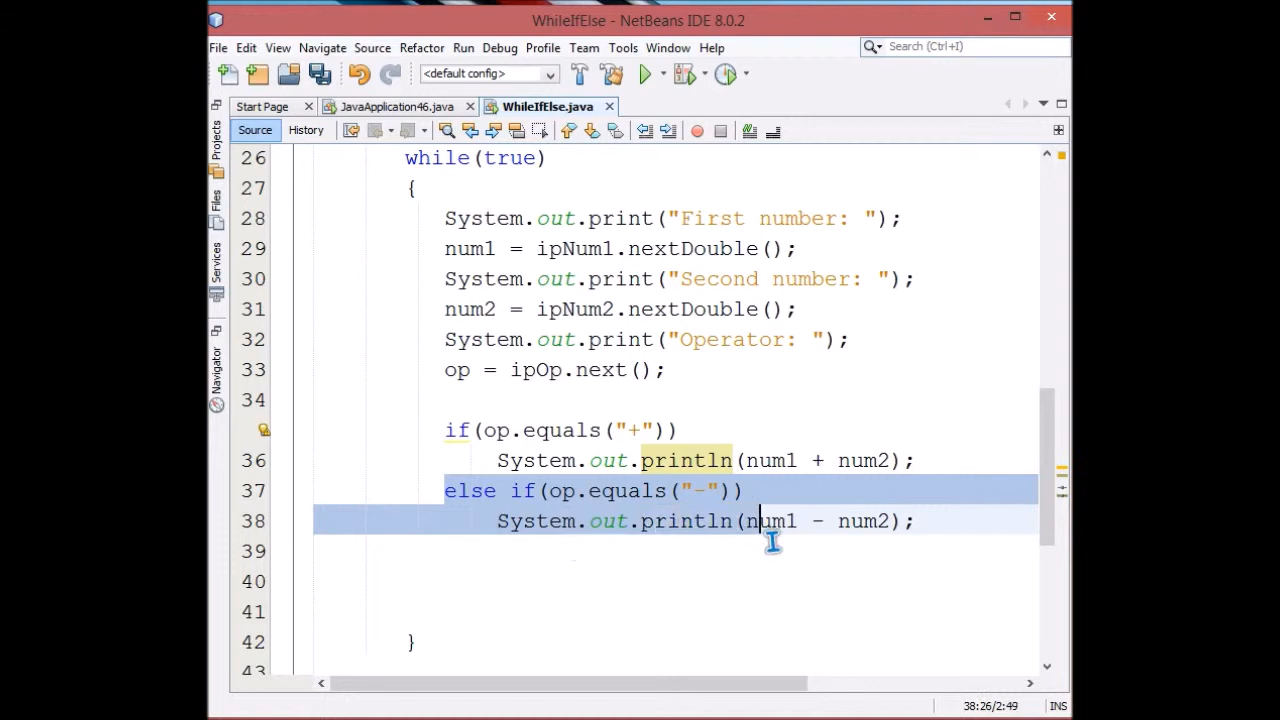 WhileIfElse - NetBeans IDE 8.0.2
File Edit View Navigate Source Refactor Run Debug Profile Team Tools Window Help
Search (Ctrl+I)
<default config>
Start Page JavaApplication46.java WhileIfElse.java
Source History
Projects
Files
Services
Navigator
26 while(true)
27 {
28 System.out.print("First number: ");
29 num1 = ipNum1.nextDouble();
30 System.out.print("Second number: ");
31 num2 = ipNum2.nextDouble();
32 System.out.print("Operator: ");
33 op = ipOp.next();
34
if(op.equals("+"))
36 System.out.println(num1 + num2);
37 else if(op.equals("-"))
38 System.out.println(num1 - num2);
39
40
41
42 }
43
38:26/2:49 INS